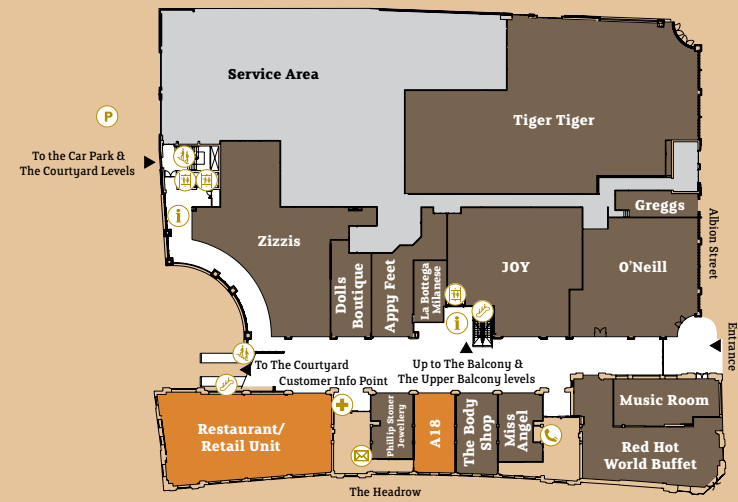 Service Area
Tiger Tiger
P
To the Car Park &
The Courtyard Levels
i
Greggs
Albion Street
Zizzis
Dolls
Boutique
Appy Feet
La Bottega
Milanese
JOY
O'Neill
i
Entrance
To The Courtyard
Up to The Balcony &
The Upper Balcony levels
Customer Info Point
Restaurant/
Retail Unit
Phillip Stoner
Jewellery
A18
The Body
Shop
Miss
Angel
Music Room
Red Hot
World Buffet
The Headrow